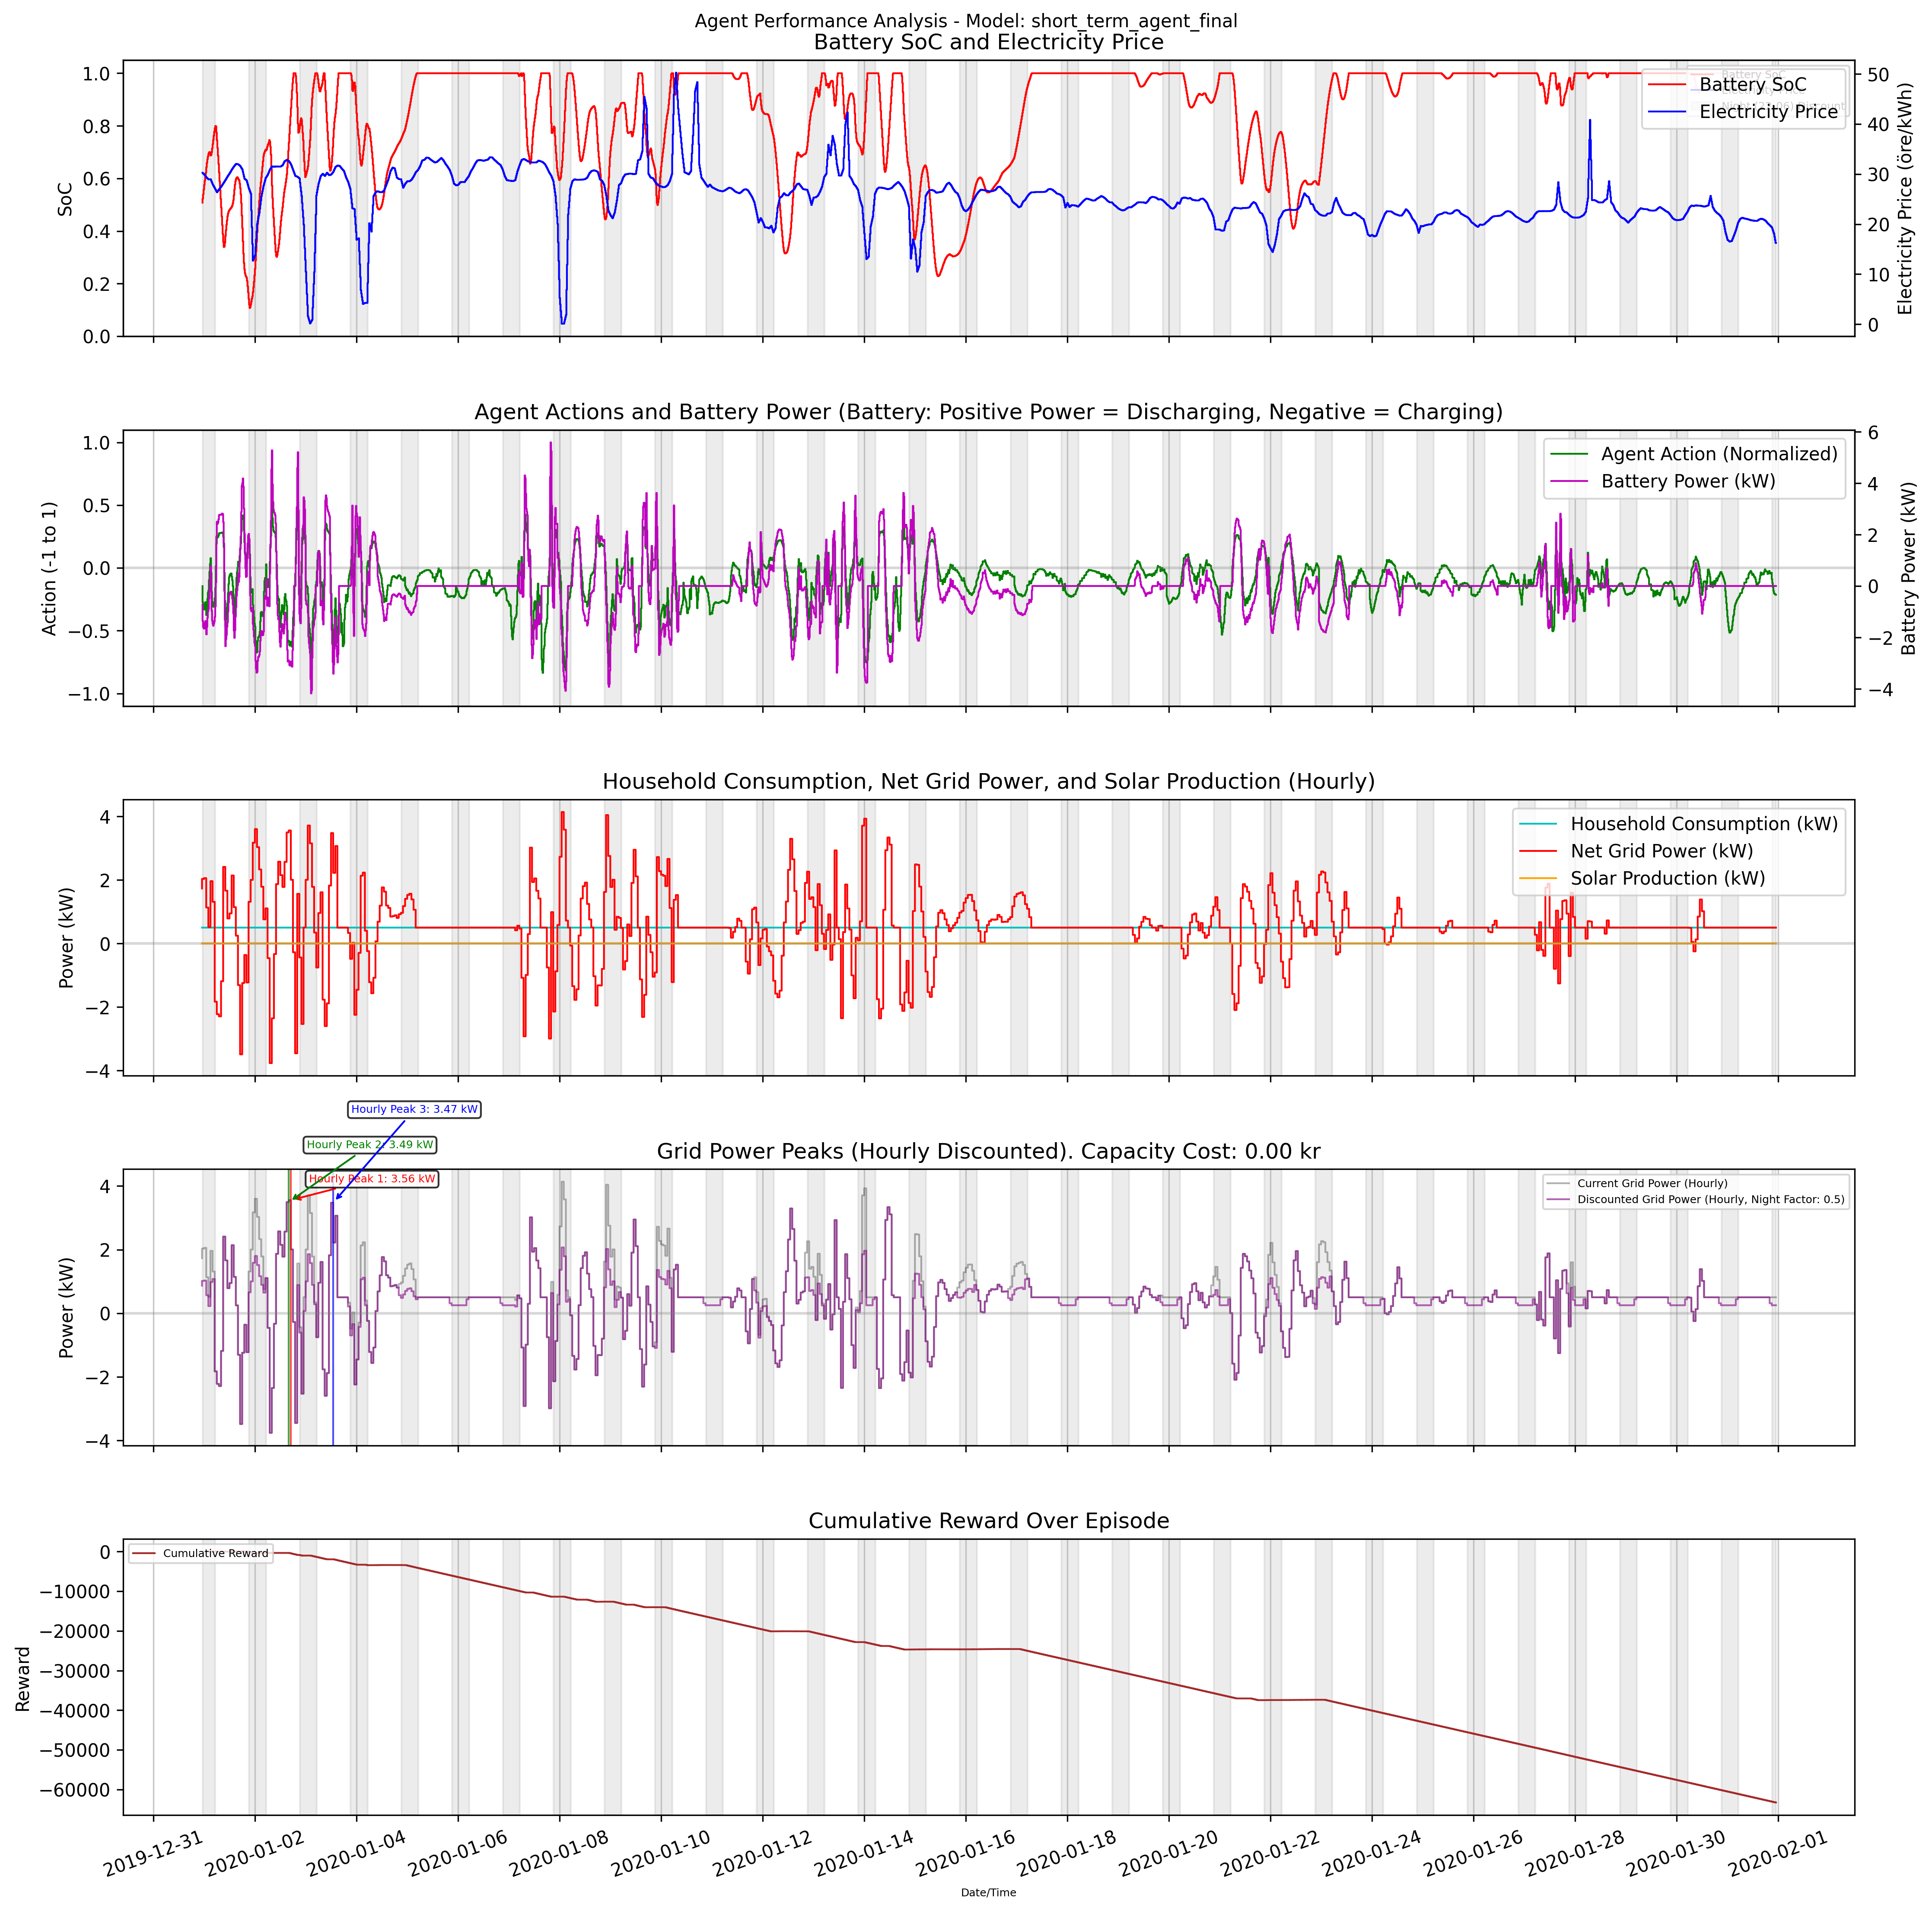 Agent Performance Analysis - Model: short_term_agent_final
Battery SoC and Electricity Price
1.0
0.8
0.6
0.4
0.2
0.0
SoC
50
40
30
20
10
0
Electricity Price (öre/kWh)
Battery SoC
Electricity Price
Agent Actions and Battery Power (Battery: Positive Power = Discharging, Negative = Charging)
1.0
0.5
0.0
−0.5
−1.0
Action (-1 to 1)
6
4
2
0
−2
−4
Battery Power (kW)
Agent Action (Normalized)
Battery Power (kW)
Household Consumption, Net Grid Power, and Solar Production (Hourly)
4
2
0
−2
−4
Power (kW)
Household Consumption (kW)
Net Grid Power (kW)
Solar Production (kW)
Hourly Peak 3: 3.47 kW
Hourly Peak 2: 3.49 kW
Hourly Peak 1: 3.56 kW
Grid Power Peaks (Hourly Discounted). Capacity Cost: 0.00 kr
4
2
0
−2
−4
Power (kW)
Current Grid Power (Hourly)
Discounted Grid Power (Hourly, Night Factor: 0.5)
Cumulative Reward Over Episode
0
−10000
−20000
−30000
−40000
−50000
−60000
Reward
Cumulative Reward
2019-12-31
2020-01-02
2020-01-04
2020-01-06
2020-01-08
2020-01-10
2020-01-12
2020-01-14
2020-01-16
2020-01-18
2020-01-20
2020-01-22
2020-01-24
2020-01-26
2020-01-28
2020-01-30
2020-02-01
Date/Time